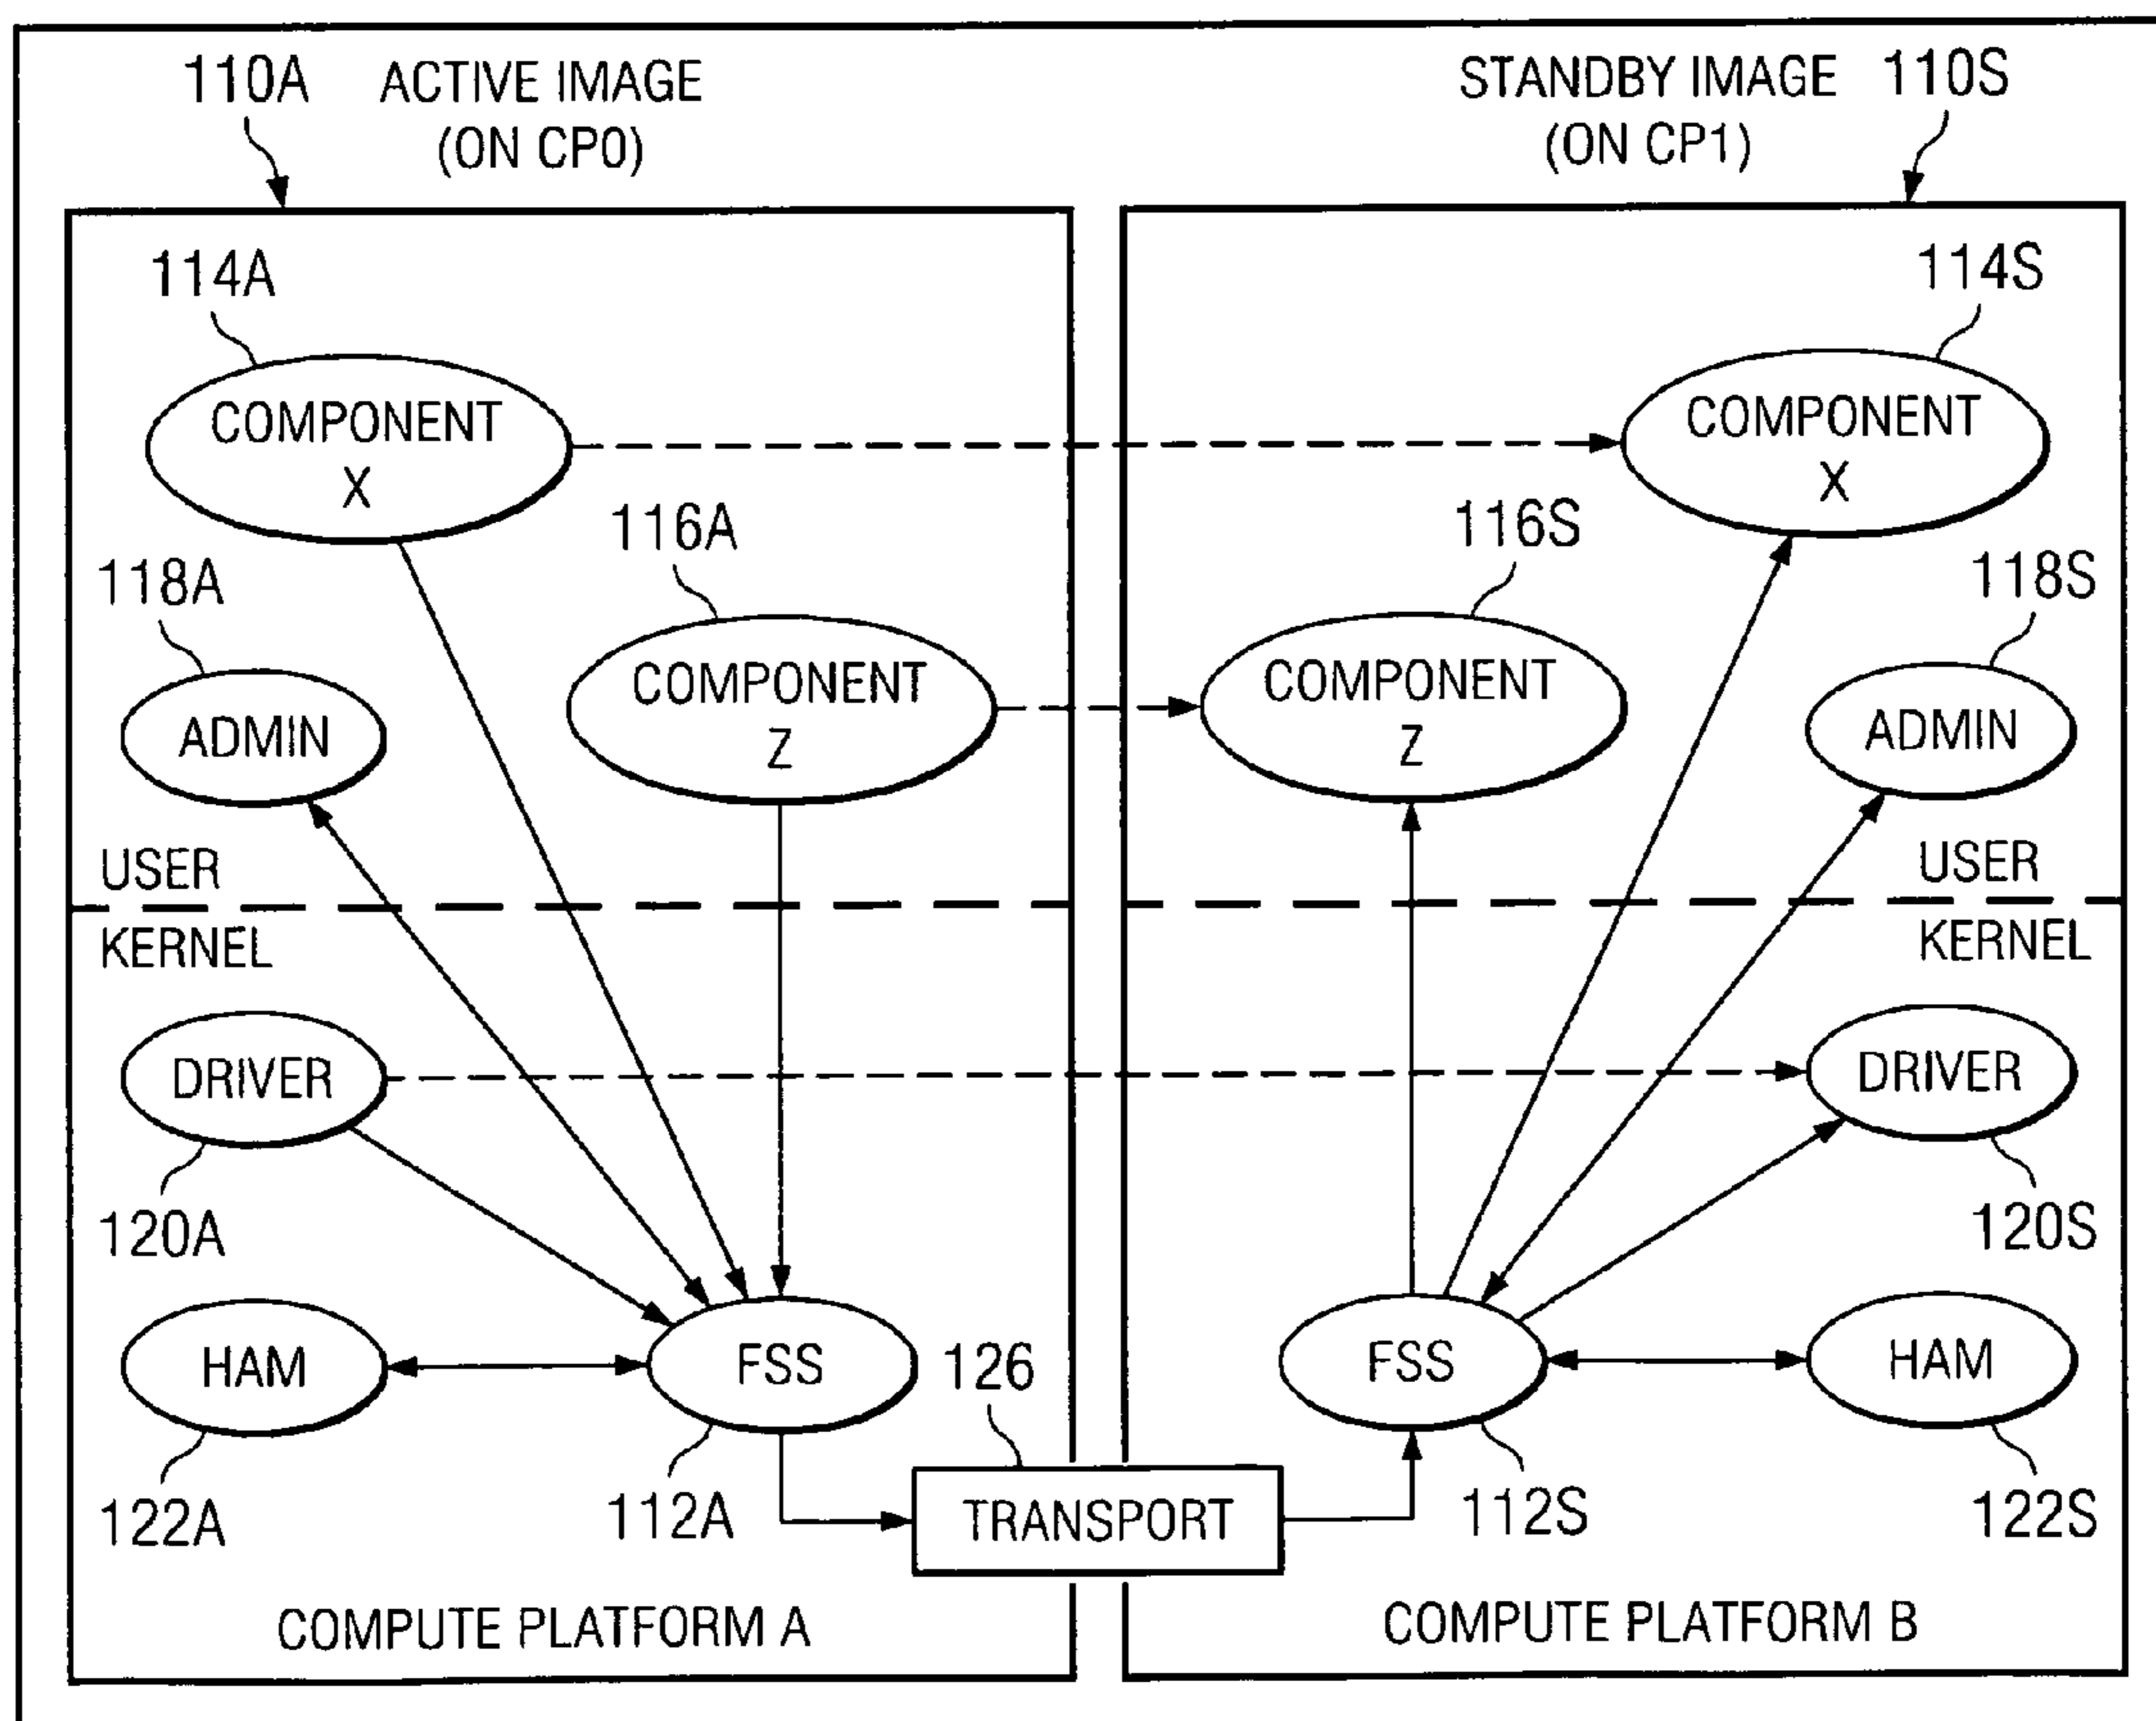 110A ACTIVE IMAGE
(ON CP0)
STANDBY IMAGE 110S
(ON CP1)
114A
114S
COMPONENT
X
COMPONENT
X
116A
116S
118A
118S
COMPONENT
Z
COMPONENT
Z
ADMIN
ADMIN
USER
USER
KERNEL
KERNEL
DRIVER
DRIVER
120A
120S
HAM
FSS
126
FSS
HAM
122A
112A
TRANSPORT
112S
122S
COMPUTE PLATFORM A
COMPUTE PLATFORM B